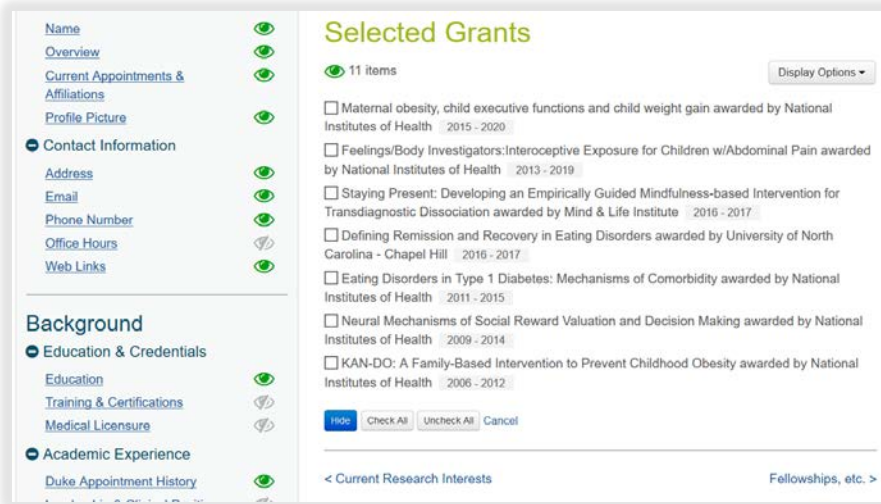 Name
Overview
Current Appointments &
Affiliations
Profile Picture
Contact Information
Address
Email
Phone Number
Office Hours
Web Links
Background
Education & Credentials
Education
Training & Certifications
Medical Licensure
Academic Experience
Duke Appointment History
Selected Grants
11 items
Display Options
Maternal obesity, child executive functions and child weight gain awarded by National
Institutes of Health 2015 - 2020
Feelings/Body Investigators:Interoceptive Exposure for Children w/Abdominal Pain awarded
by National Institutes of Health 2013 - 2019
Staying Present: Developing an Empirically Guided Mindfulness-based Intervention for
Transdiagnostic Dissociation awarded by Mind & Life Institute 2016 - 2017
Defining Remission and Recovery in Eating Disorders awarded by University of North
Carolina - Chapel Hill 2016 - 2017
Eating Disorders in Type 1 Diabetes: Mechanisms of Comorbidity awarded by National
Institutes of Health 2011 - 2015
Neural Mechanisms of Social Reward Valuation and Decision Making awarded by National
Institutes of Health 2009 - 2014
KAN-DO: A Family-Based Intervention to Prevent Childhood Obesity awarded by National
Institutes of Health 2006 - 2012
Hide Check All Uncheck All Cancel
< Current Research Interests Fellowships, etc. >